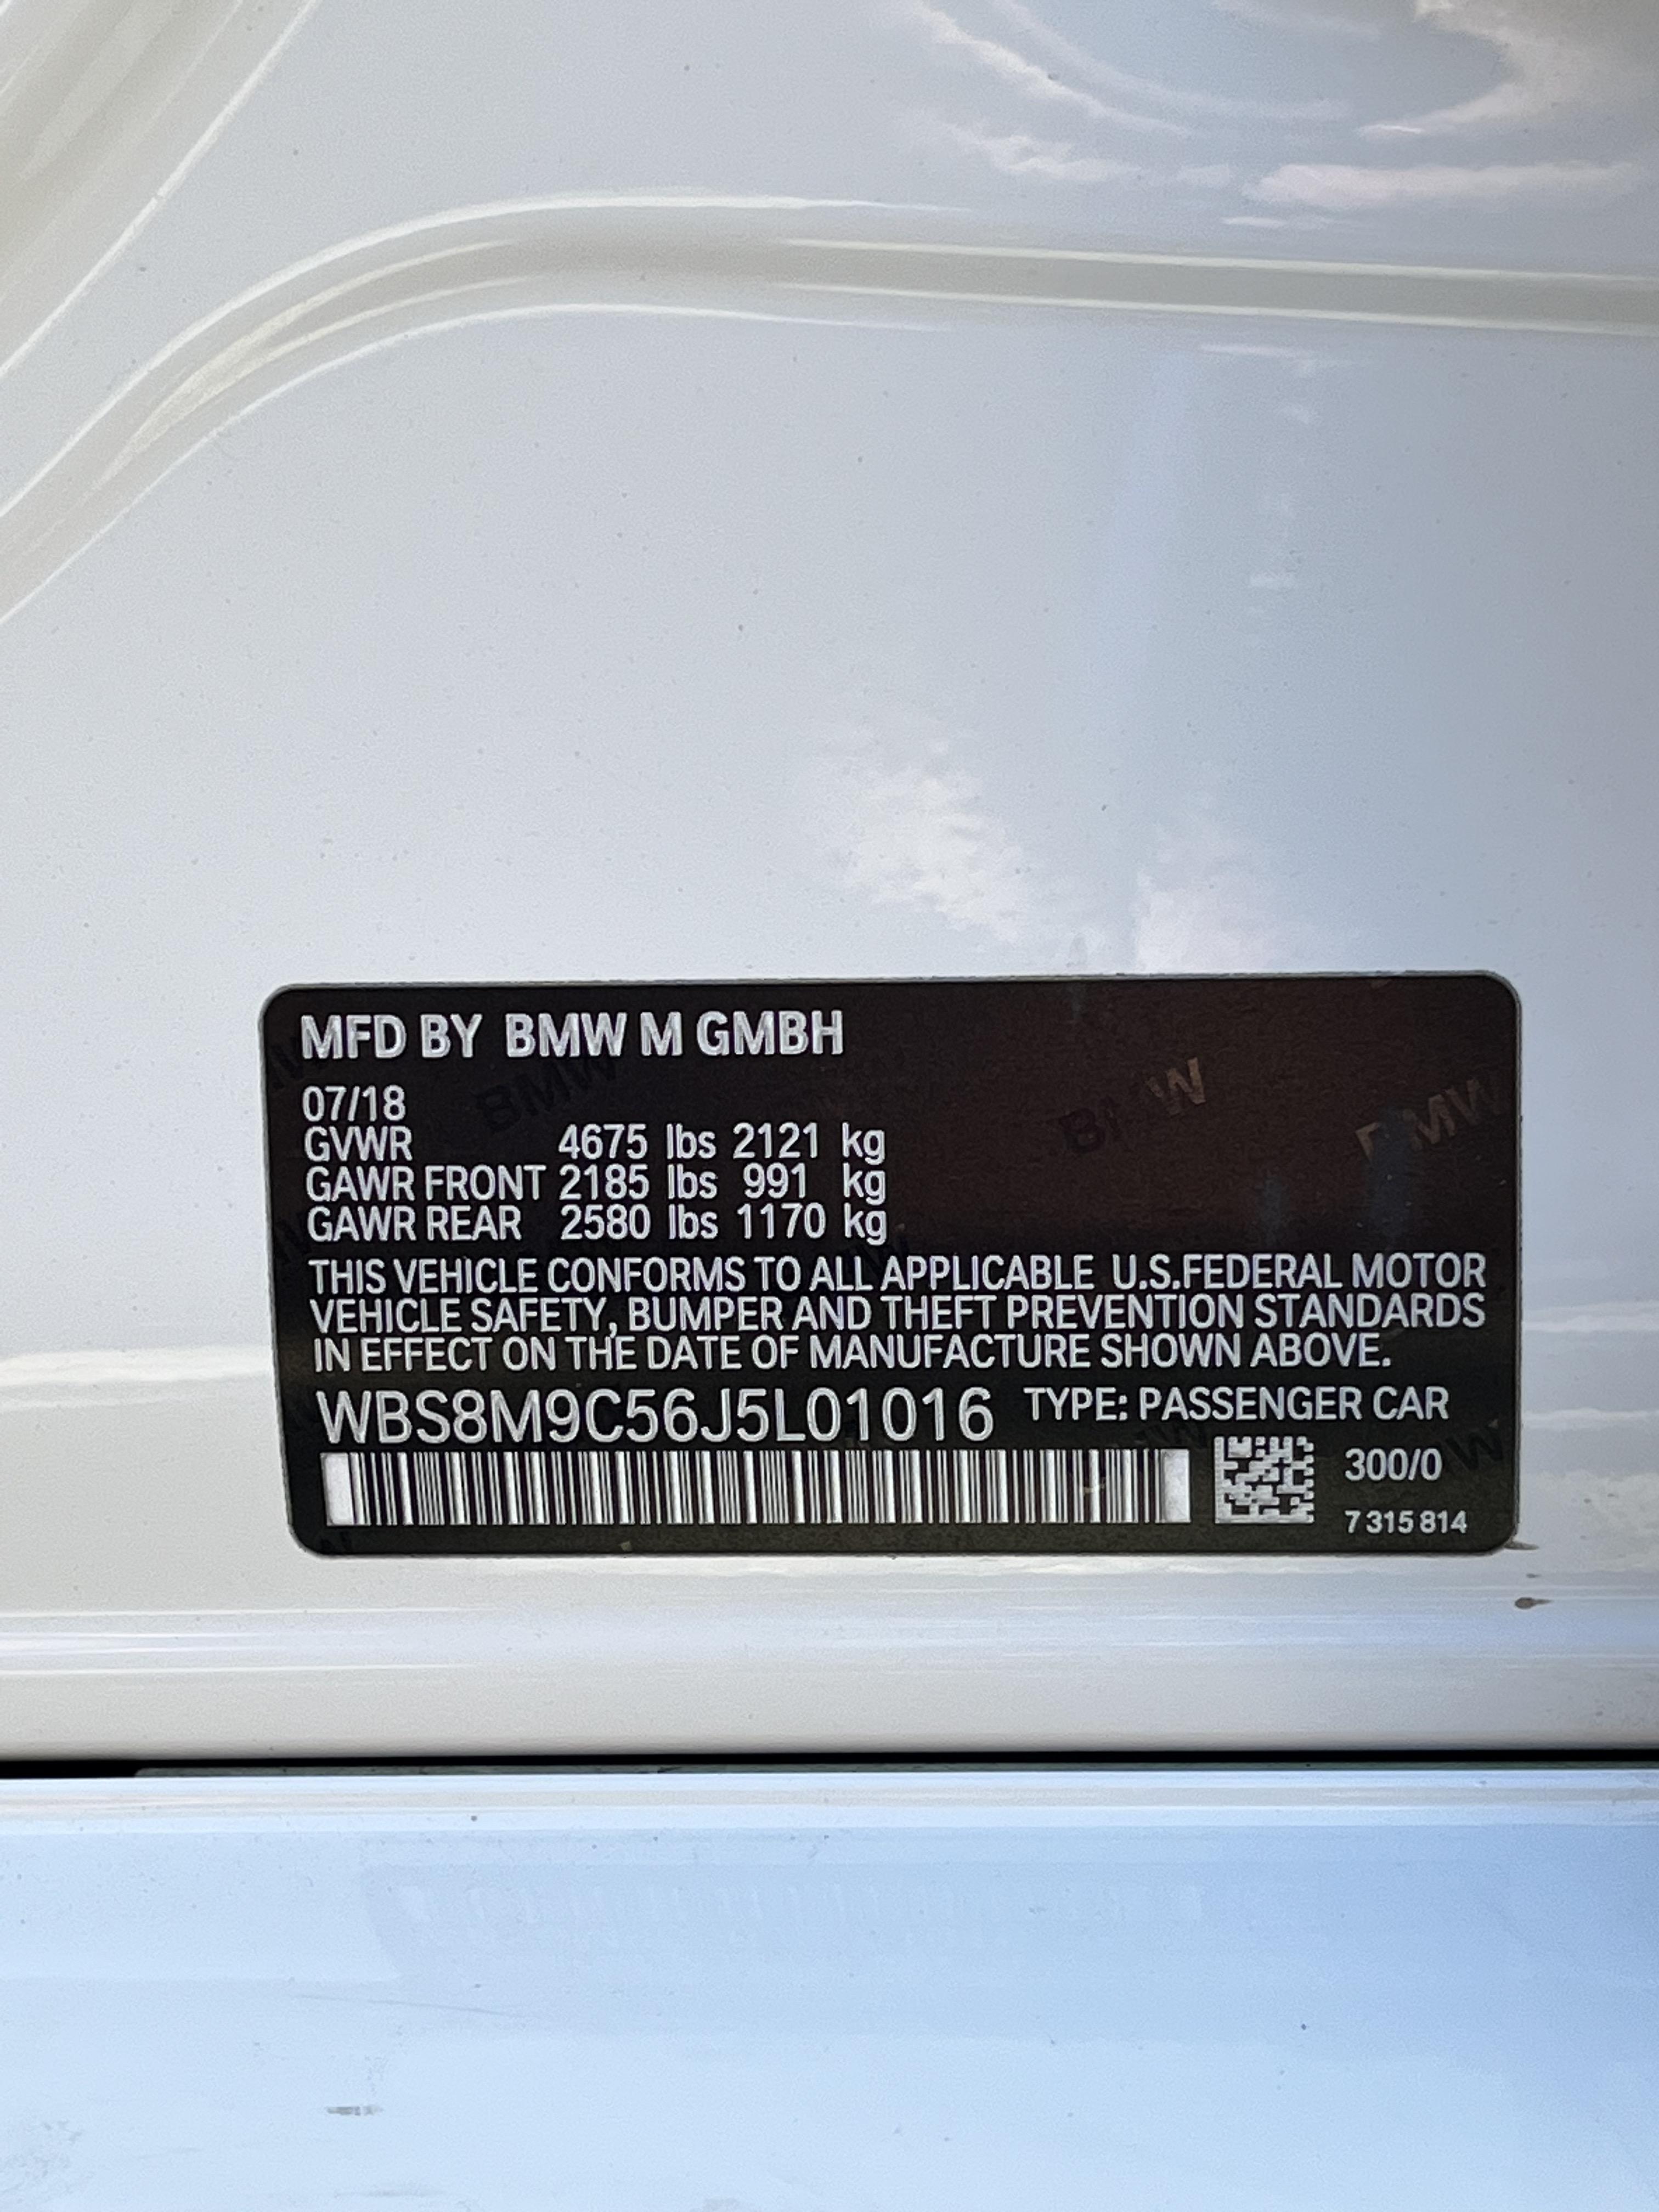 MFD BY BMW M GMBH
07/18
GVWR 4675 lbs 2121 kg
GAWR FRONT 2185 lbs 991 kg
GAWR REAR 2580 lbs 1170 kg
THIS VEHICLE CONFORMS TO ALL APPLICABLE U.S.FEDERAL MOTOR
VEHICLE SAFETY, BUMPER AND THEFT PREVENTION STANDARDS
IN EFFECT ON THE DATE OF MANUFACTURE SHOWN ABOVE.
WBS8M9C56J5L01016 TYPE: PASSENGER CAR
300/0
7 315 814